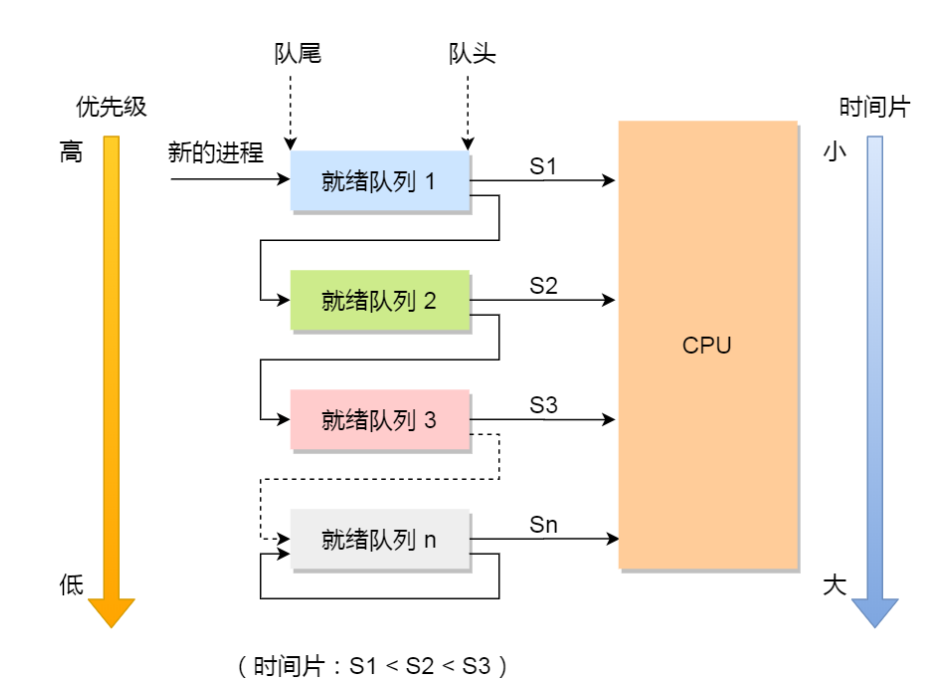 队尾
队头
优先级
时间片
高
新的进程
小
S1
就绪队列 1
S2
就绪队列 2
CPU
S3
就绪队列 3
Sn
就绪队列 n
低
大
（时间片：S1 < S2 < S3）